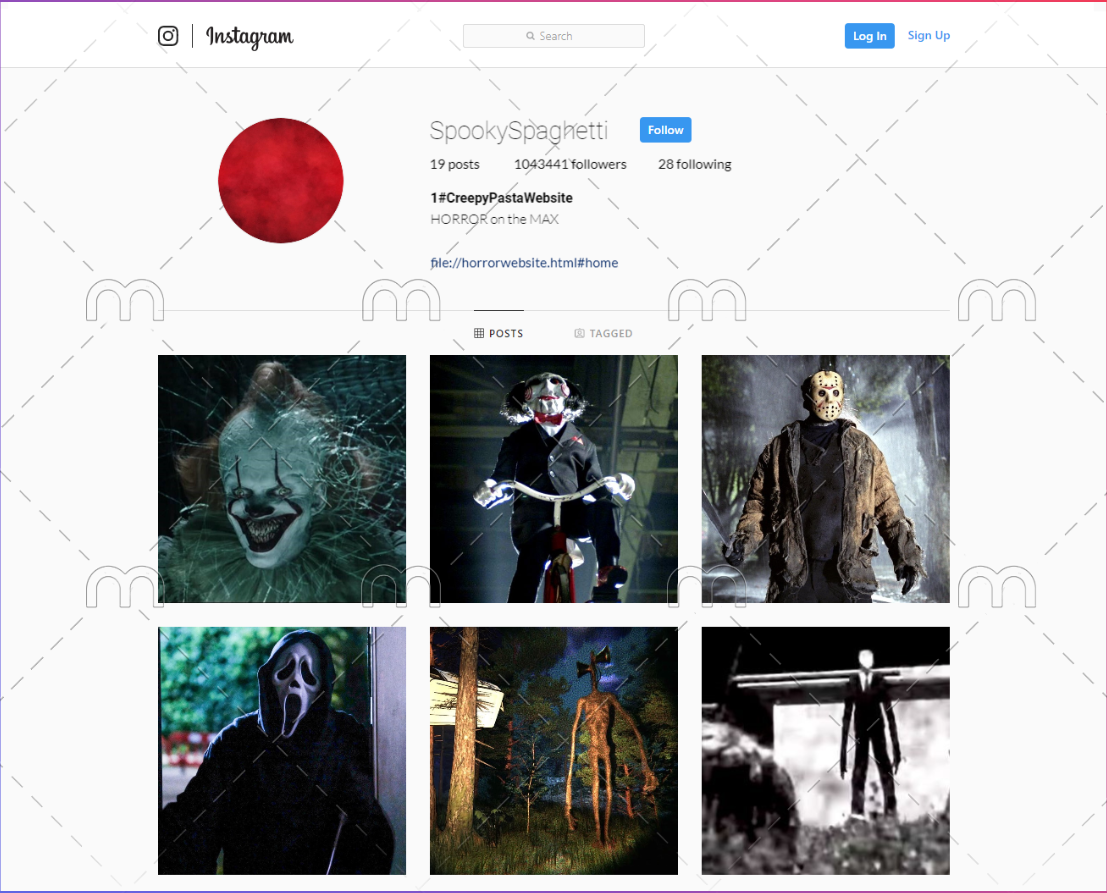 Instagram
Search
Log In
Sign Up
SpookySpaghetti
Follow
19 posts
1043441 followers
28 following
1#CreepyPastaWebsite
HORROR on the MAX
file://horrorwebsite.html#home
POSTS
TAGGED